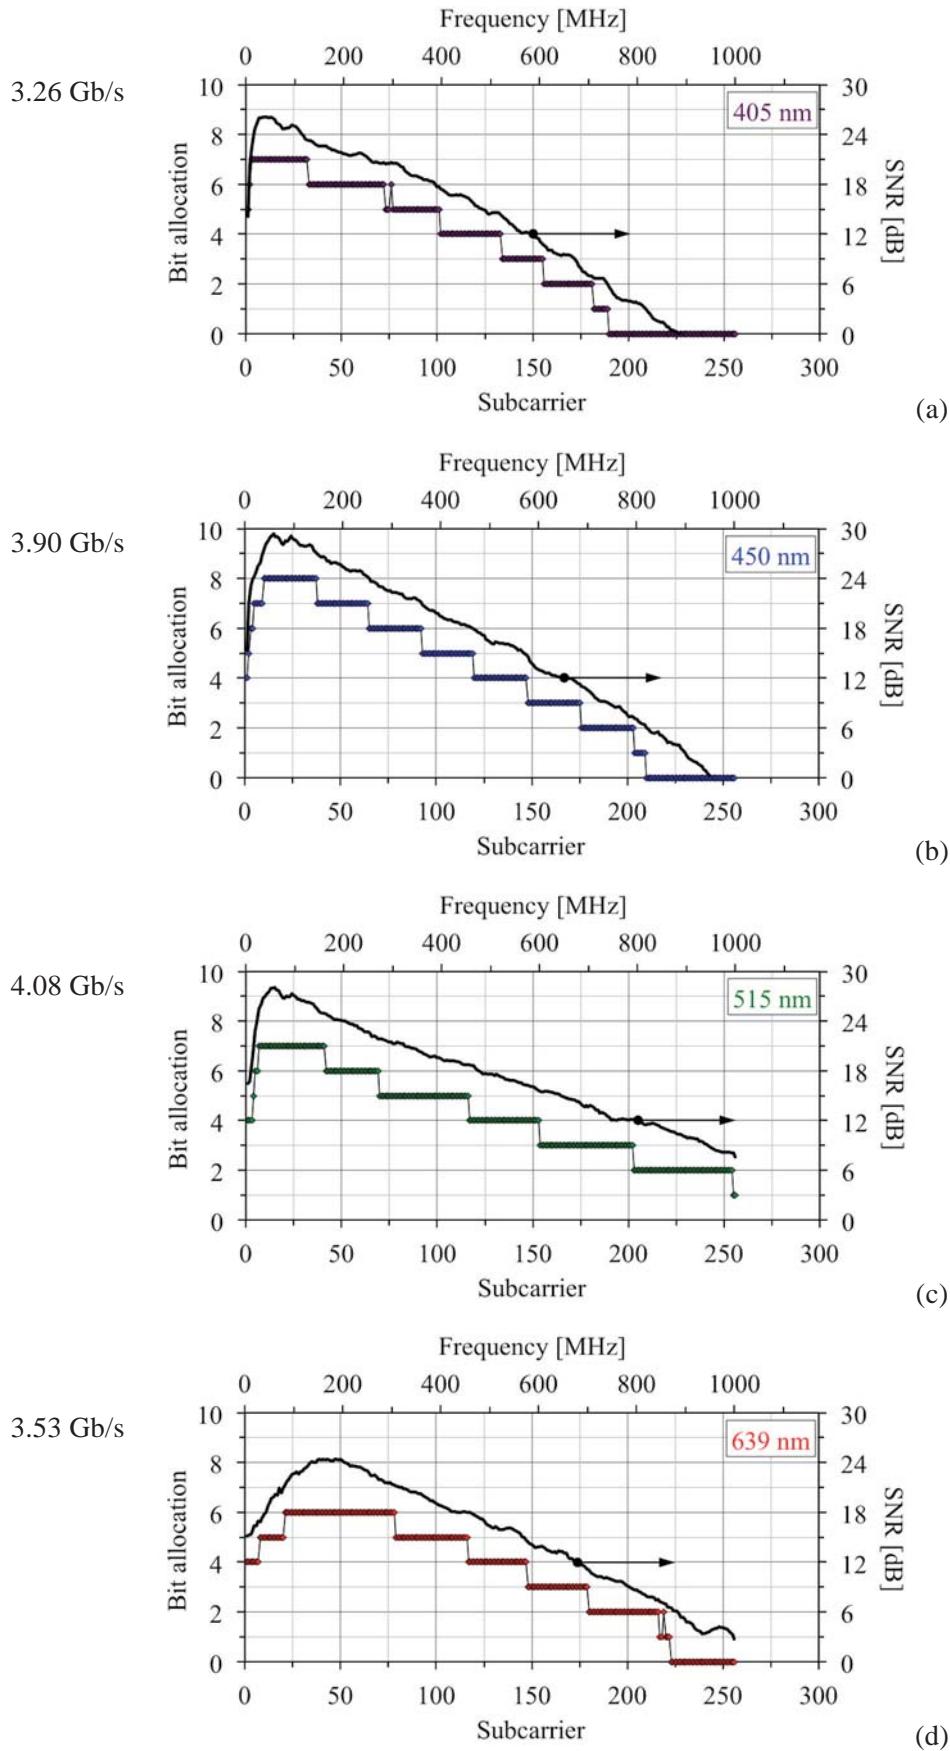 Frequency [MHz]
0 200 400 600 800 1000
3.26 Gb/s
10 30
405 nm
8 24
6 18
4 12
2 6
0 0
Bit allocation
SNR [dB]
0 50 100 150 200 250 300
Subcarrier
(a)
Frequency [MHz]
0 200 400 600 800 1000
3.90 Gb/s
10 30
450 nm
8 24
6 18
4 12
2 6
0 0
Bit allocation
SNR [dB]
0 50 100 150 200 250 300
Subcarrier
(b)
Frequency [MHz]
0 200 400 600 800 1000
4.08 Gb/s
10 30
515 nm
8 24
6 18
4 12
2 6
0 0
Bit allocation
SNR [dB]
0 50 100 150 200 250 300
Subcarrier
(c)
Frequency [MHz]
0 200 400 600 800 1000
3.53 Gb/s
10 30
639 nm
8 24
6 18
4 12
2 6
0 0
Bit allocation
SNR [dB]
0 50 100 150 200 250 300
Subcarrier
(d)